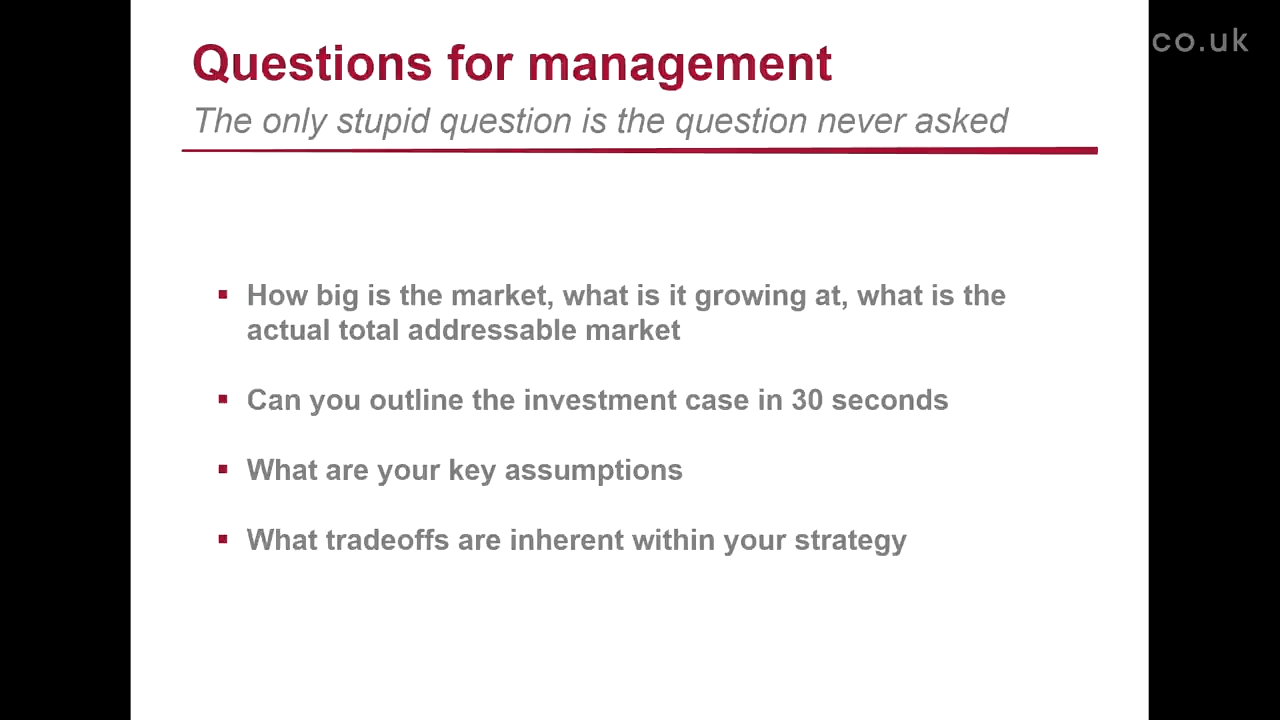 Questions for management
co.uk
The only stupid question is the question never asked
▪ How big is the market, what is it growing at, what is the
actual total addressable market
▪ Can you outline the investment case in 30 seconds
▪ What are your key assumptions
▪ What tradeoffs are inherent within your strategy